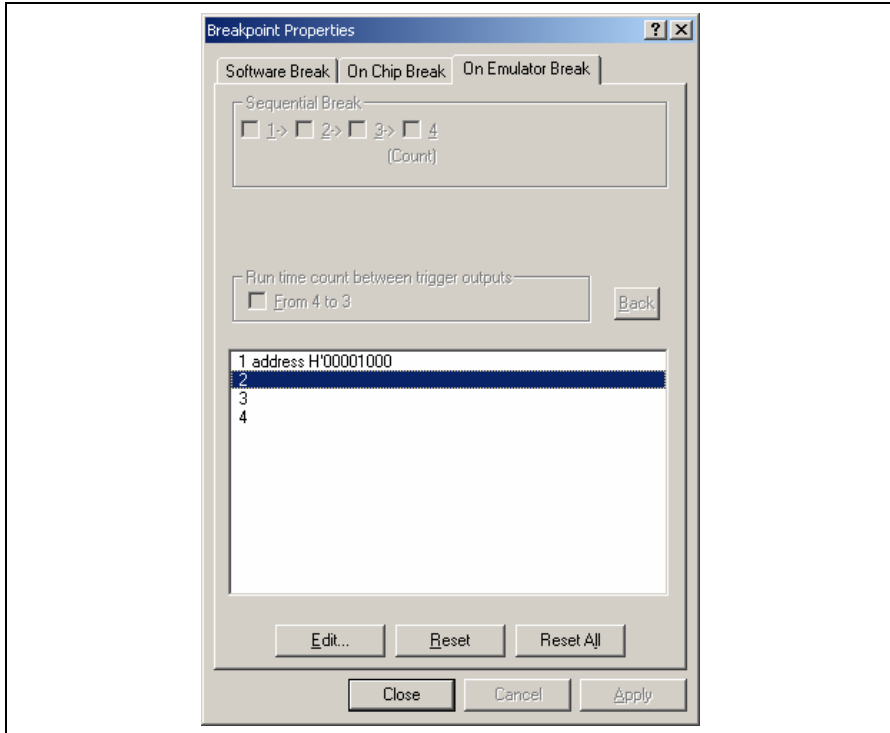 Breakpoint Properties
Software Break On Chip Break On Emulator Break
Sequential Break
1-> 2-> 3-> 4
(Count)
Run time count between trigger outputs
From 4 to 3
Back
1 address H'00001000
2
3
4
Edit... Reset Reset All
Close Cancel Apply